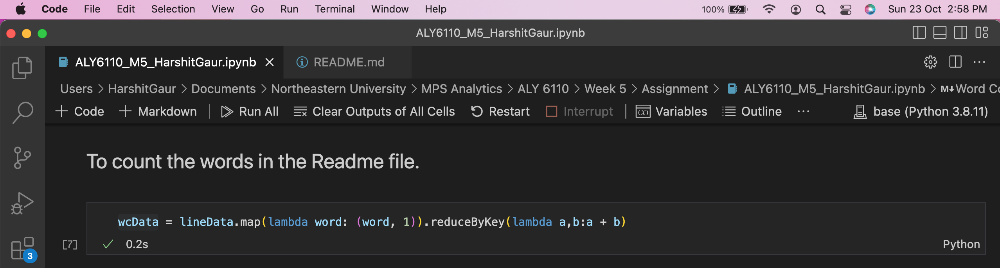 Code File Edit Selection View Go Run Terminal Window Help 100% Sun 23 Oct 2:58 PM
ALY6110_M5_HarshitGaur.ipynb
ALY6110_M5_HarshitGaur.ipynb README.md
Users > HarshitGaur > Documents > Northeastern University > MPS Analytics > ALY 6110 > Week 5 > Assignment > ALY6110_M5_HarshitGaur.ipynb > M↓Word Co
+ Code + Markdown | Run All Clear Outputs of All Cells Restart Interrupt | (x) Variables Outline ··· base (Python 3.8.11)
To count the words in the Readme file.
wcData = lineData.map(lambda word: (word, 1)).reduceByKey(lambda a,b:a + b)
[7] ✓ 0.2s Python
3